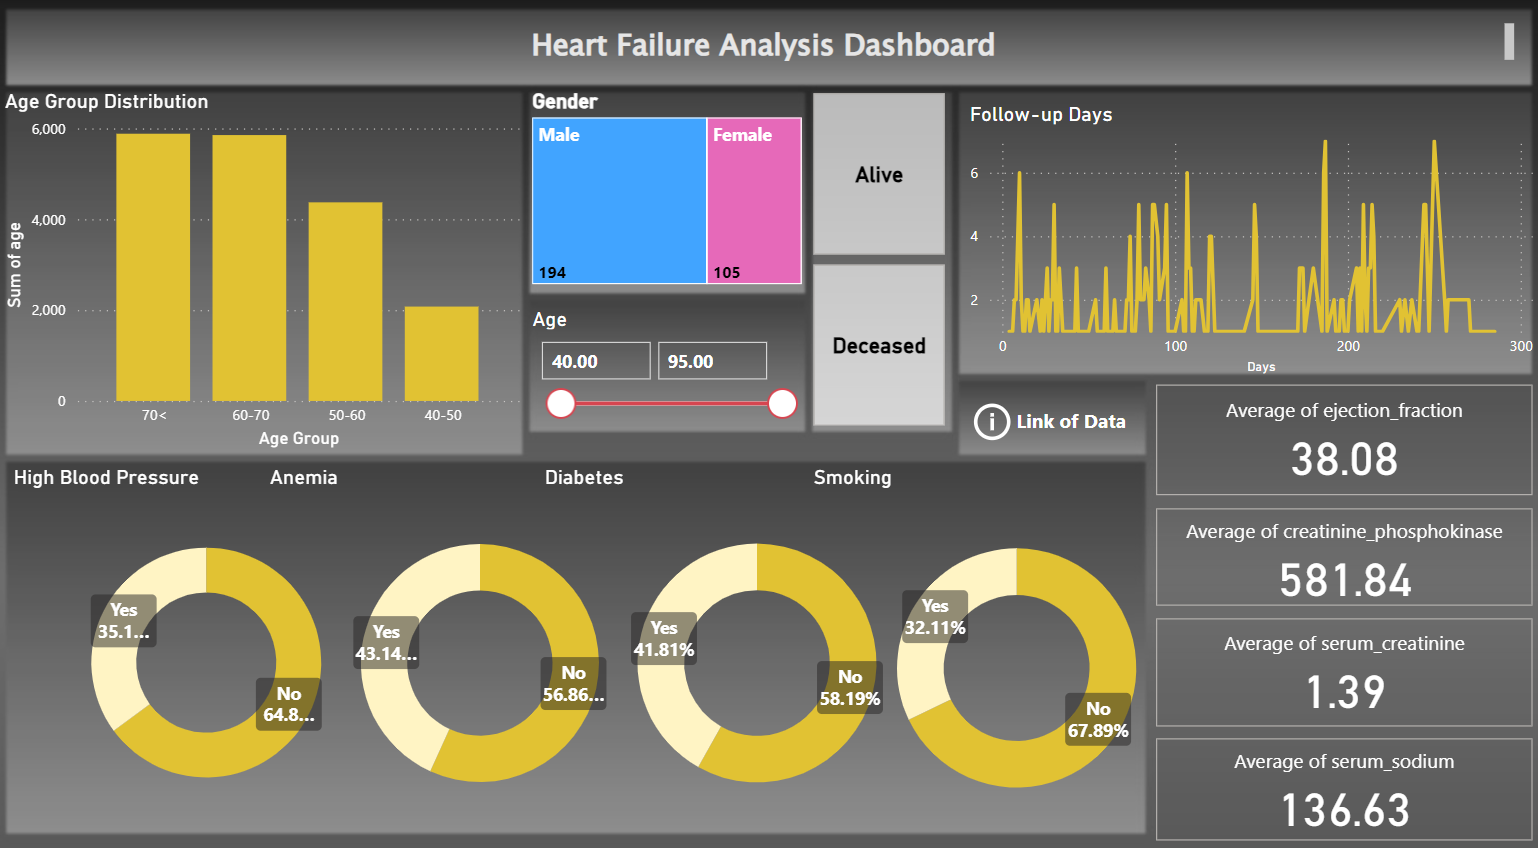 Heart Failure Analysis Dashboard
Age Group Distribution
6,000
4,000
2,000
0
Sum of age
70<
60-70
50-60
40-50
Age Group
Gender
Male
194
Female
105
Age
40.00
95.00
Alive
Deceased
Follow-up Days
6
4
2
0
100
200
300
Days
i
Link of Data
Average of ejection_fraction
38.08
Average of creatinine_phosphokinase
581.84
Average of serum_creatinine
1.39
Average of serum_sodium
136.63
High Blood Pressure
Yes
35.1...
No
64.8...
Anemia
Yes
43.14...
No
56.86...
Diabetes
Yes
41.81%
No
58.19%
Smoking
Yes
32.11%
No
67.89%